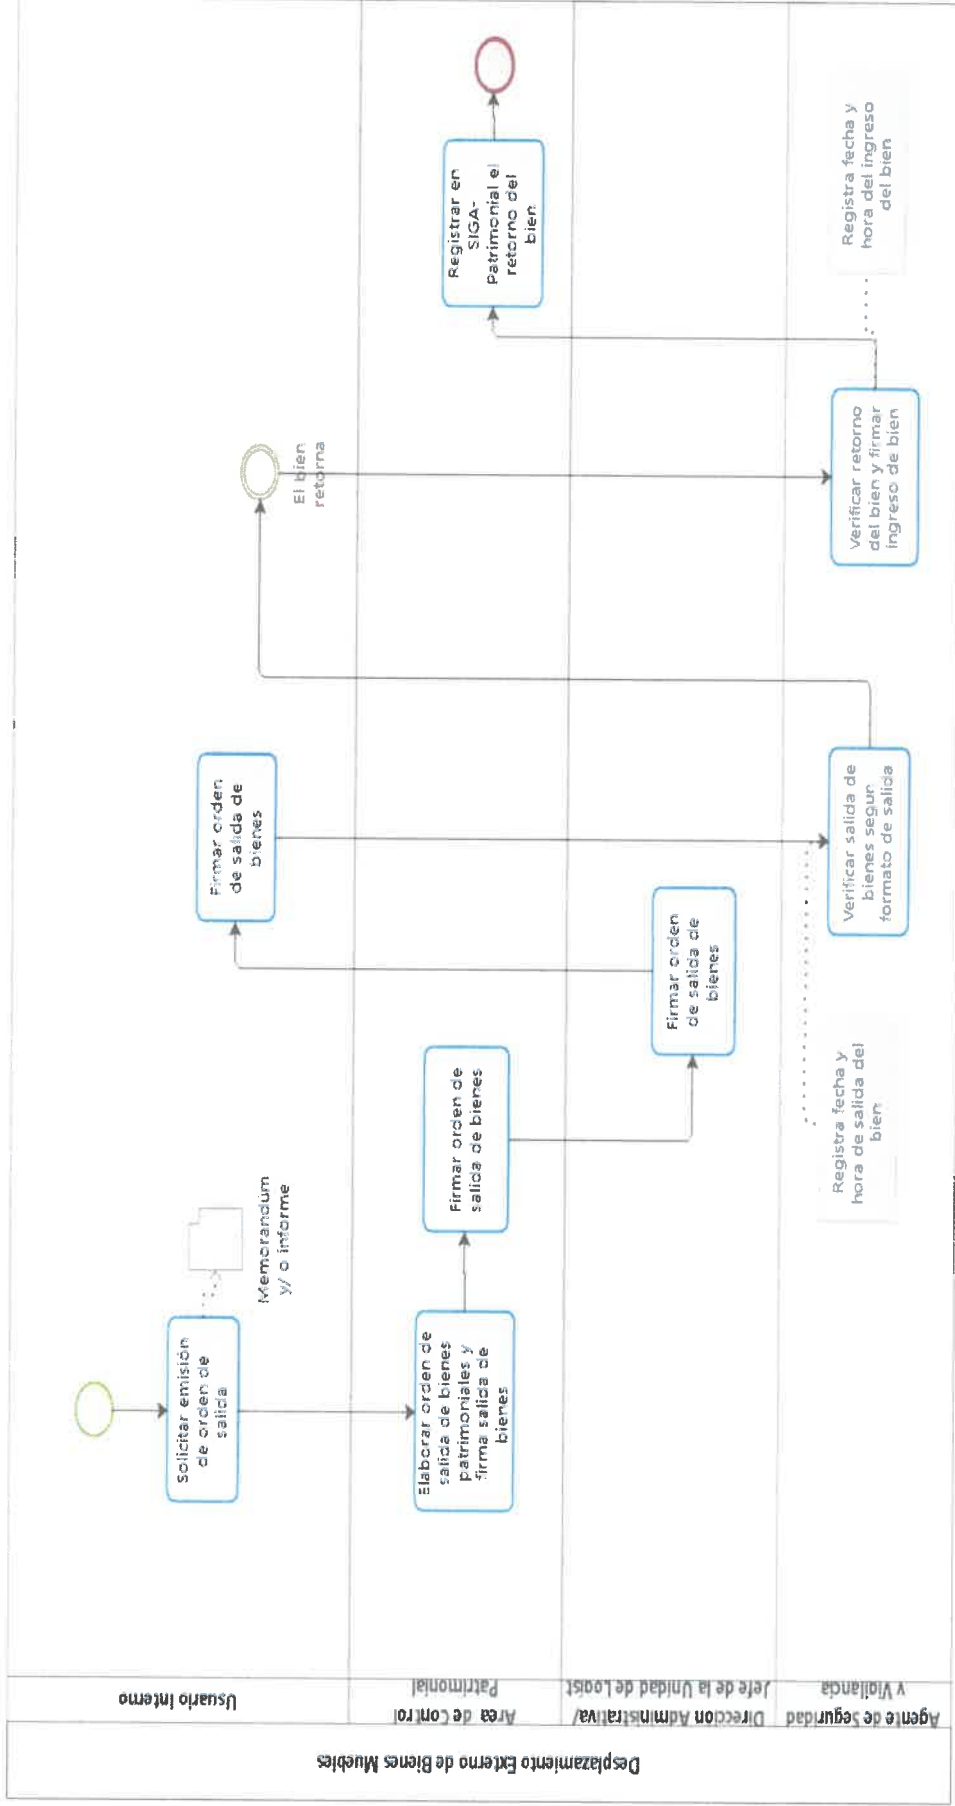 Desplazamiento Externo de Bienes Muebles
Usuario Interno
Area de Control
Patrimonial
Direccion Administrativa/
Jefe de la Unidad de Logist
Agente de Seguridad
y Vigilancia
Solicitar emisión
de orden de
salida
Memorandum
y/ o informe
Elaborar orden de
salida de bienes
patrimoniales y
firma salida de
bienes
Firmar orden de
salida de bienes
Firmar orden
de salida de
bienes
Firmar orden
de salida de
bienes
Registra fecha y
hora de salida del
bien
Verificar salida de
bienes segun
formato de salida
El bien
retorna
Verificar retorno
del bien y firmar
ingreso de bien
Registra fecha y
hora del ingreso
del bien
Registrar en
SIGA-
Patrimonial el
retorno del
bien